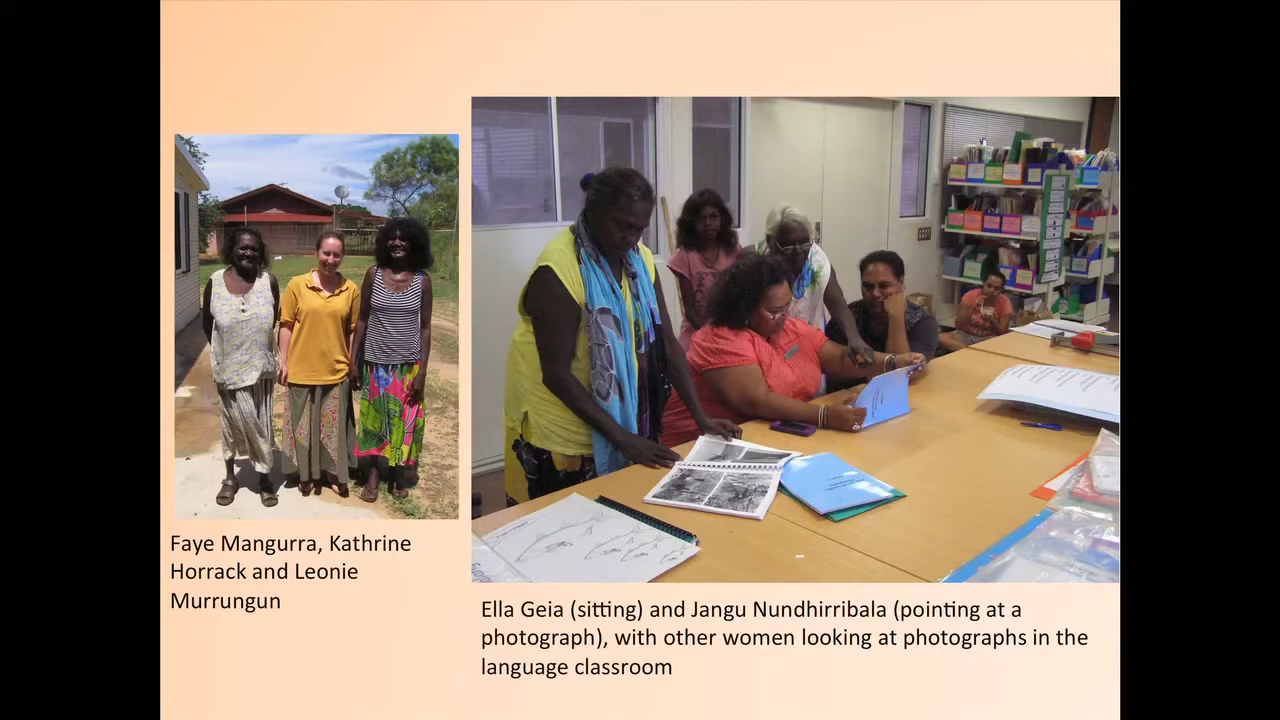 Faye Mangurra, Kathrine
Horrack and Leonie
Murrungun
Ella Geia (sitting) and Jangu Nundhirribala (pointing at a
photograph), with other women looking at photographs in the
language classroom